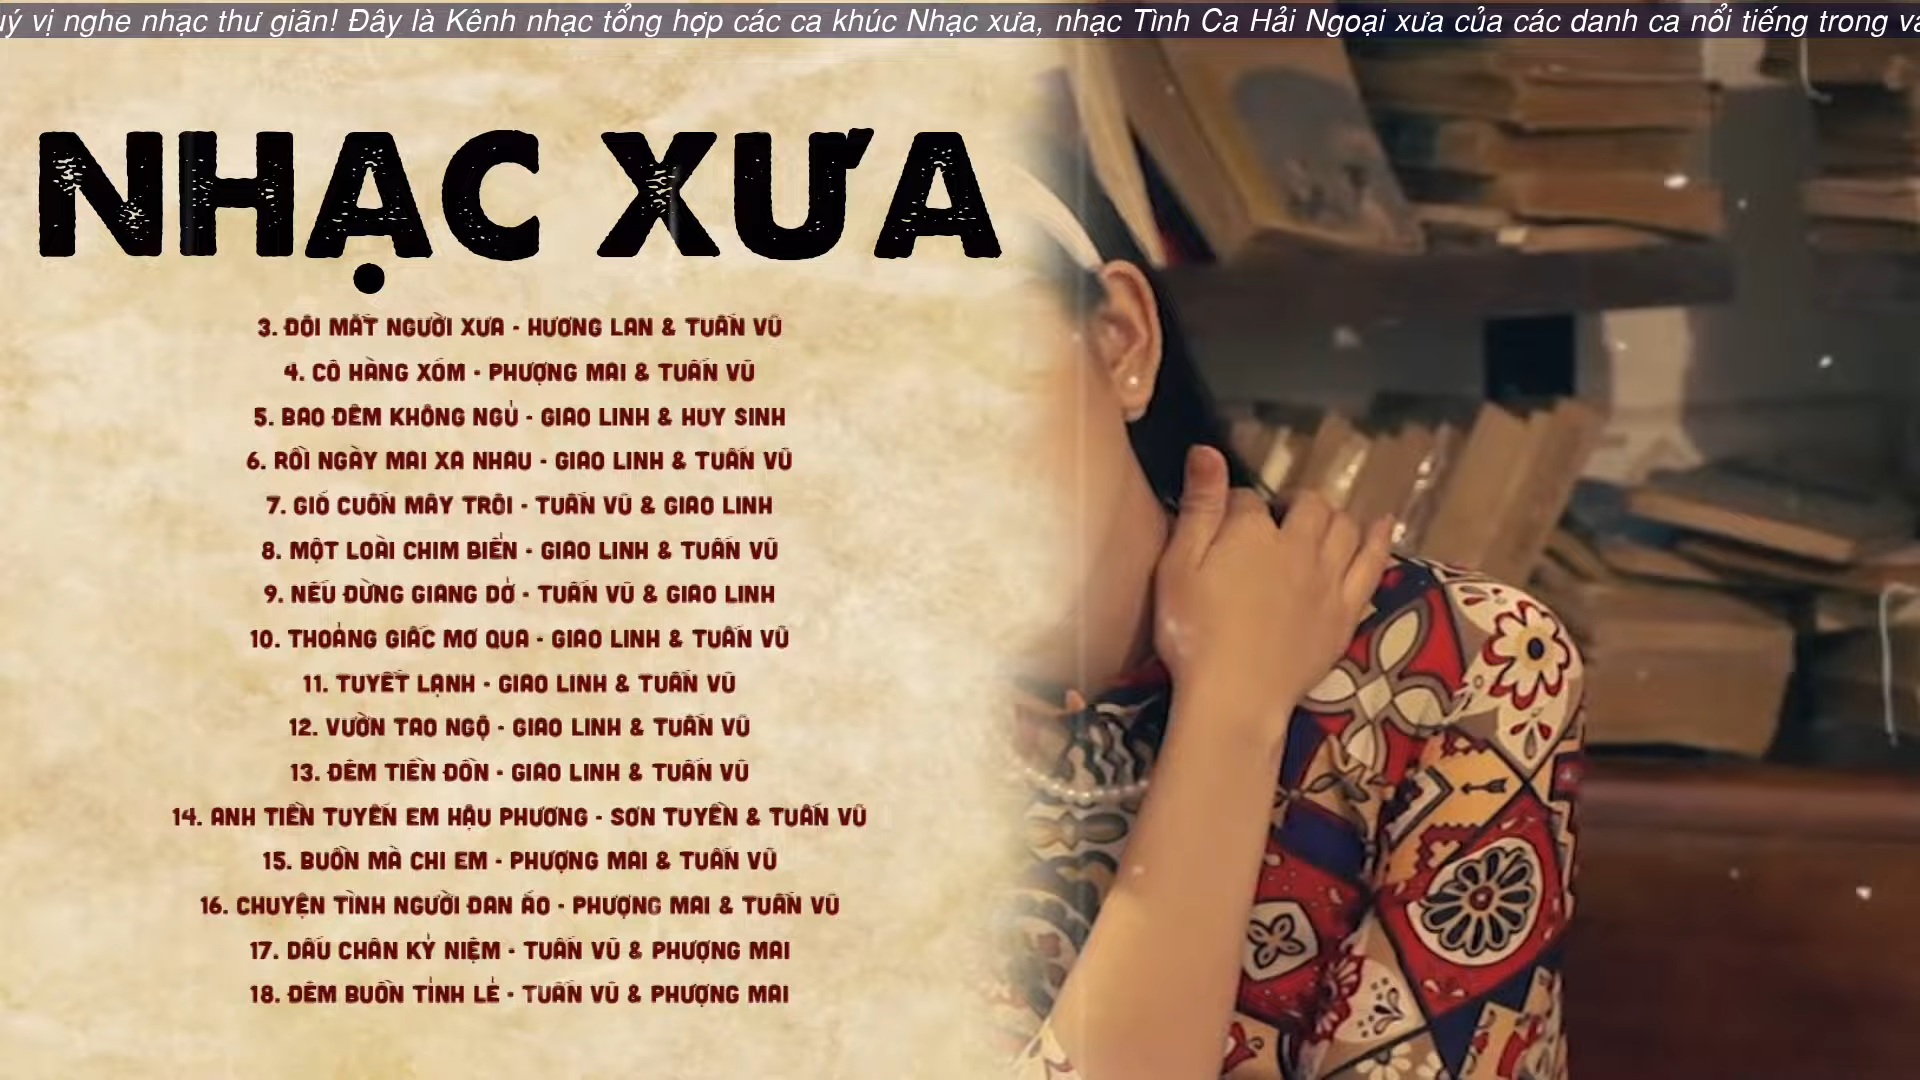 uý vị nghe nhạc thư giãn! Đây là Kênh nhạc tổng hợp các ca khúc Nhạc xưa, nhạc Tình Ca Hải Ngoại xưa của các danh ca nổi tiếng trong và
NHẠC XƯA
3. ĐÔI MẮT NGƯỜI XƯA - HƯƠNG LAN & TUẤN VŨ
4. CÔ HÀNG XÓM - PHƯỢNG MAI & TUẤN VŨ
5. BAO ĐÊM KHÔNG NGỦ - GIAO LINH & HUY SINH
6. RỒI NGÀY MAI XA NHAU - GIAO LINH & TUẤN VŨ
7. GIÓ CUỐN MÂY TRÔI - TUẤN VŨ & GIAO LINH
8. MỘT LOÀI CHIM BIỂN - GIAO LINH & TUẤN VŨ
9. NẾU ĐỪNG GIANG DỞ - TUẤN VŨ & GIAO LINH
10. THOÁNG GIẤC MƠ QUA - GIAO LINH & TUẤN VŨ
11. TUYẾT LẠNH - GIAO LINH & TUẤN VŨ
12. VƯỜN TAO NGỘ - GIAO LINH & TUẤN VŨ
13. ĐÊM TIỀN ĐỒN - GIAO LINH & TUẤN VŨ
14. ANH TIỀN TUYẾN EM HẬU PHƯƠNG - SƠN TUYỀN & TUẤN VŨ
15. BUỒN MÀ CHI EM - PHƯỢNG MAI & TUẤN VŨ
16. CHUYỆN TÌNH NGƯỜI ĐAN ÁO - PHƯỢNG MAI & TUẤN VŨ
17. DẤU CHÂN KỶ NIỆM - TUẤN VŨ & PHƯỢNG MAI
18. ĐÊM BUỒN TỈNH LẺ - TUẤN VŨ & PHƯỢNG MAI